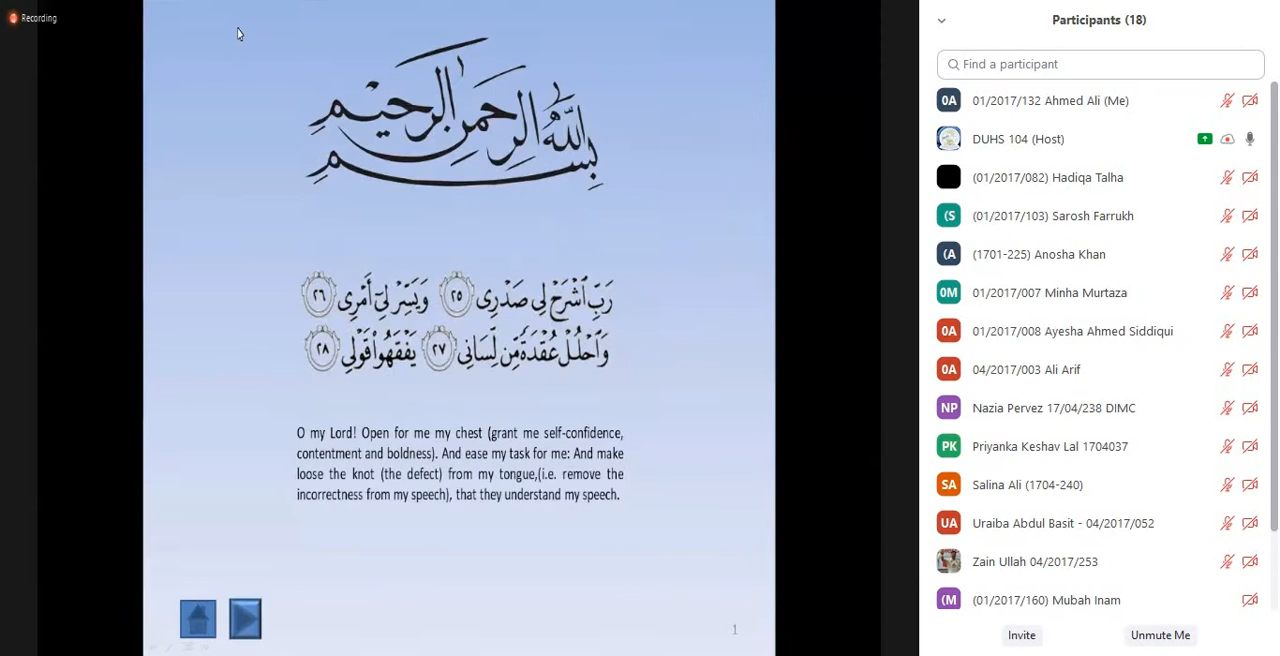 Recording
بسم الله الرحمن الرحيم
رَبِّ ٱشْرَحْ لِى صَدْرِى ٢٥ وَيَسِّرْ لِىٓ أَمْرِى ٢٦
وَٱحْلُلْ عُقْدَةً مِّن لِّسَانِى ٢٧ يَفْقَهُوا۟ قَوْلِى ٢٨
O my Lord! Open for me my chest (grant me self-confidence,
contentment and boldness). And ease my task for me: And make
loose the knot (the defect) from my tongue,(i.e. remove the
incorrectness from my speech), that they understand my speech.
1
Participants (18)
Find a participant
0A 01/2017/132 Ahmed Ali (Me)
DUHS 104 (Host)
(01/2017/082) Hadiqa Talha
(S (01/2017/103) Sarosh Farrukh
(A (1701-225) Anosha Khan
0M 01/2017/007 Minha Murtaza
0A 01/2017/008 Ayesha Ahmed Siddiqui
0A 04/2017/003 Ali Arif
NP Nazia Pervez 17/04/238 DIMC
PK Priyanka Keshav Lal 1704037
SA Salina Ali (1704-240)
UA Uraiba Abdul Basit - 04/2017/052
Zain Ullah 04/2017/253
(M (01/2017/160) Mubah Inam
Invite Unmute Me